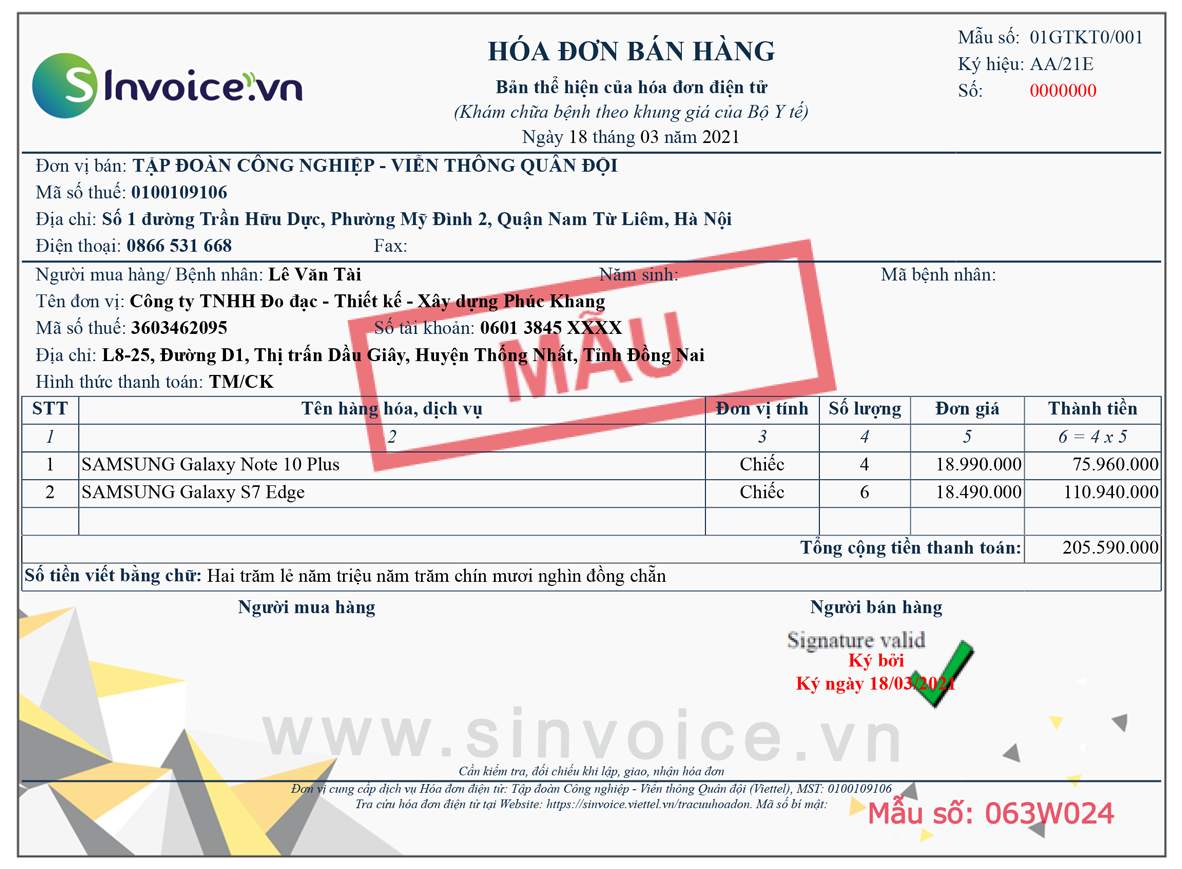 SInvoice.vn
HÓA ĐƠN BÁN HÀNG
Bản thể hiện của hóa đơn điện tử
(Khám chữa bệnh theo khung giá của Bộ Y tế)
Ngày 18 tháng 03 năm 2021
Mẫu số: 01GTKT0/001
Ký hiệu: AA/21E
Số: 0000000
Đơn vị bán: TẬP ĐOÀN CÔNG NGHIỆP - VIỄN THÔNG QUÂN ĐỘI
Mã số thuế: 0100109106
Địa chỉ: Số 1 đường Trần Hữu Dực, Phường Mỹ Đình 2, Quận Nam Từ Liêm, Hà Nội
Điện thoại: 0866 531 668 Fax:
Người mua hàng/ Bệnh nhân: Lê Văn Tài Năm sinh: Mã bệnh nhân:
Tên đơn vị: Công ty TNHH Đo đạc - Thiết kế - Xây dựng Phúc Khang
Mã số thuế: 3603462095 Số tài khoản: 0601 3845 XXXX
Địa chỉ: L8-25, Đường D1, Thị trấn Dầu Giây, Huyện Thống Nhất, Tỉnh Đồng Nai
Hình thức thanh toán: TM/CK
MẪU
STT Tên hàng hóa, dịch vụ Đơn vị tính Số lượng Đơn giá Thành tiền
1 2 3 4 5 6 = 4 x 5
1 SAMSUNG Galaxy Note 10 Plus Chiếc 4 18.990.000 75.960.000
2 SAMSUNG Galaxy S7 Edge Chiếc 6 18.490.000 110.940.000
Tổng cộng tiền thanh toán: 205.590.000
Số tiền viết bằng chữ: Hai trăm lẻ năm triệu năm trăm chín mươi nghìn đồng chẵn
Người mua hàng Người bán hàng
Signature valid
Ký bởi
Ký ngày 18/03/2021
www.sinvoice.vn
Cần kiểm tra, đối chiếu khi lập, giao, nhận hóa đơn
Đơn vị cung cấp dịch vụ Hóa đơn điện tử: Tập đoàn Công nghiệp - Viễn thông Quân đội (Viettel), MST: 0100109106
Tra cứu hóa đơn điện tử tại Website: https://sinvoice.viettel.vn/tracuuhoadon. Mã số bí mật:
Mẫu số: 063W024